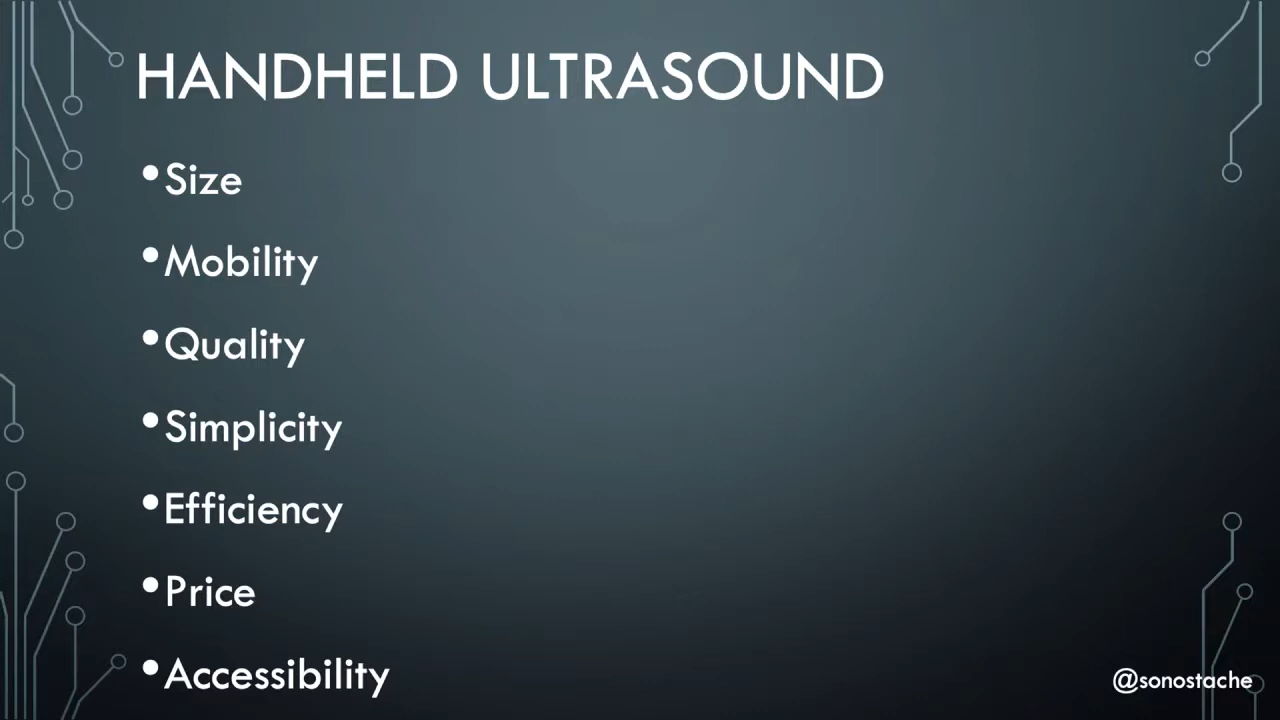 HANDHELD ULTRASOUND
•Size
•Mobility
•Quality
•Simplicity
•Efficiency
•Price
•Accessibility
@sonostache